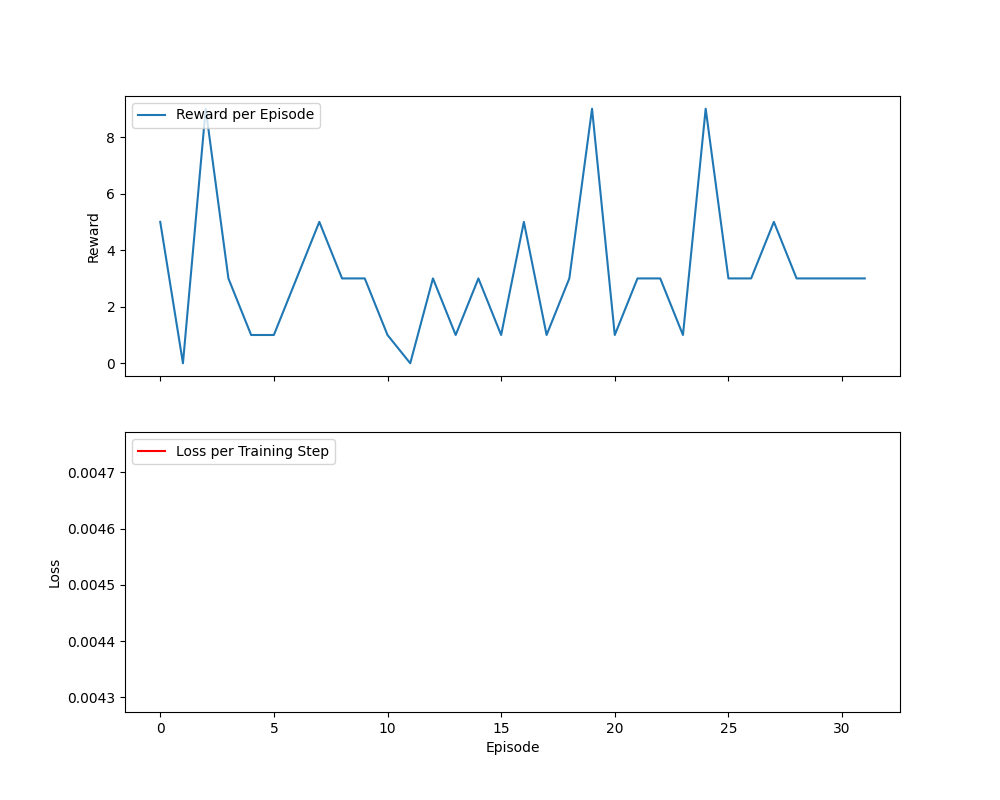 Reward per Episode
8
6
4
2
0
Reward
Loss per Training Step
0.0047
0.0046
0.0045
0.0044
0.0043
Loss
0 5 10 15 20 25 30
Episode